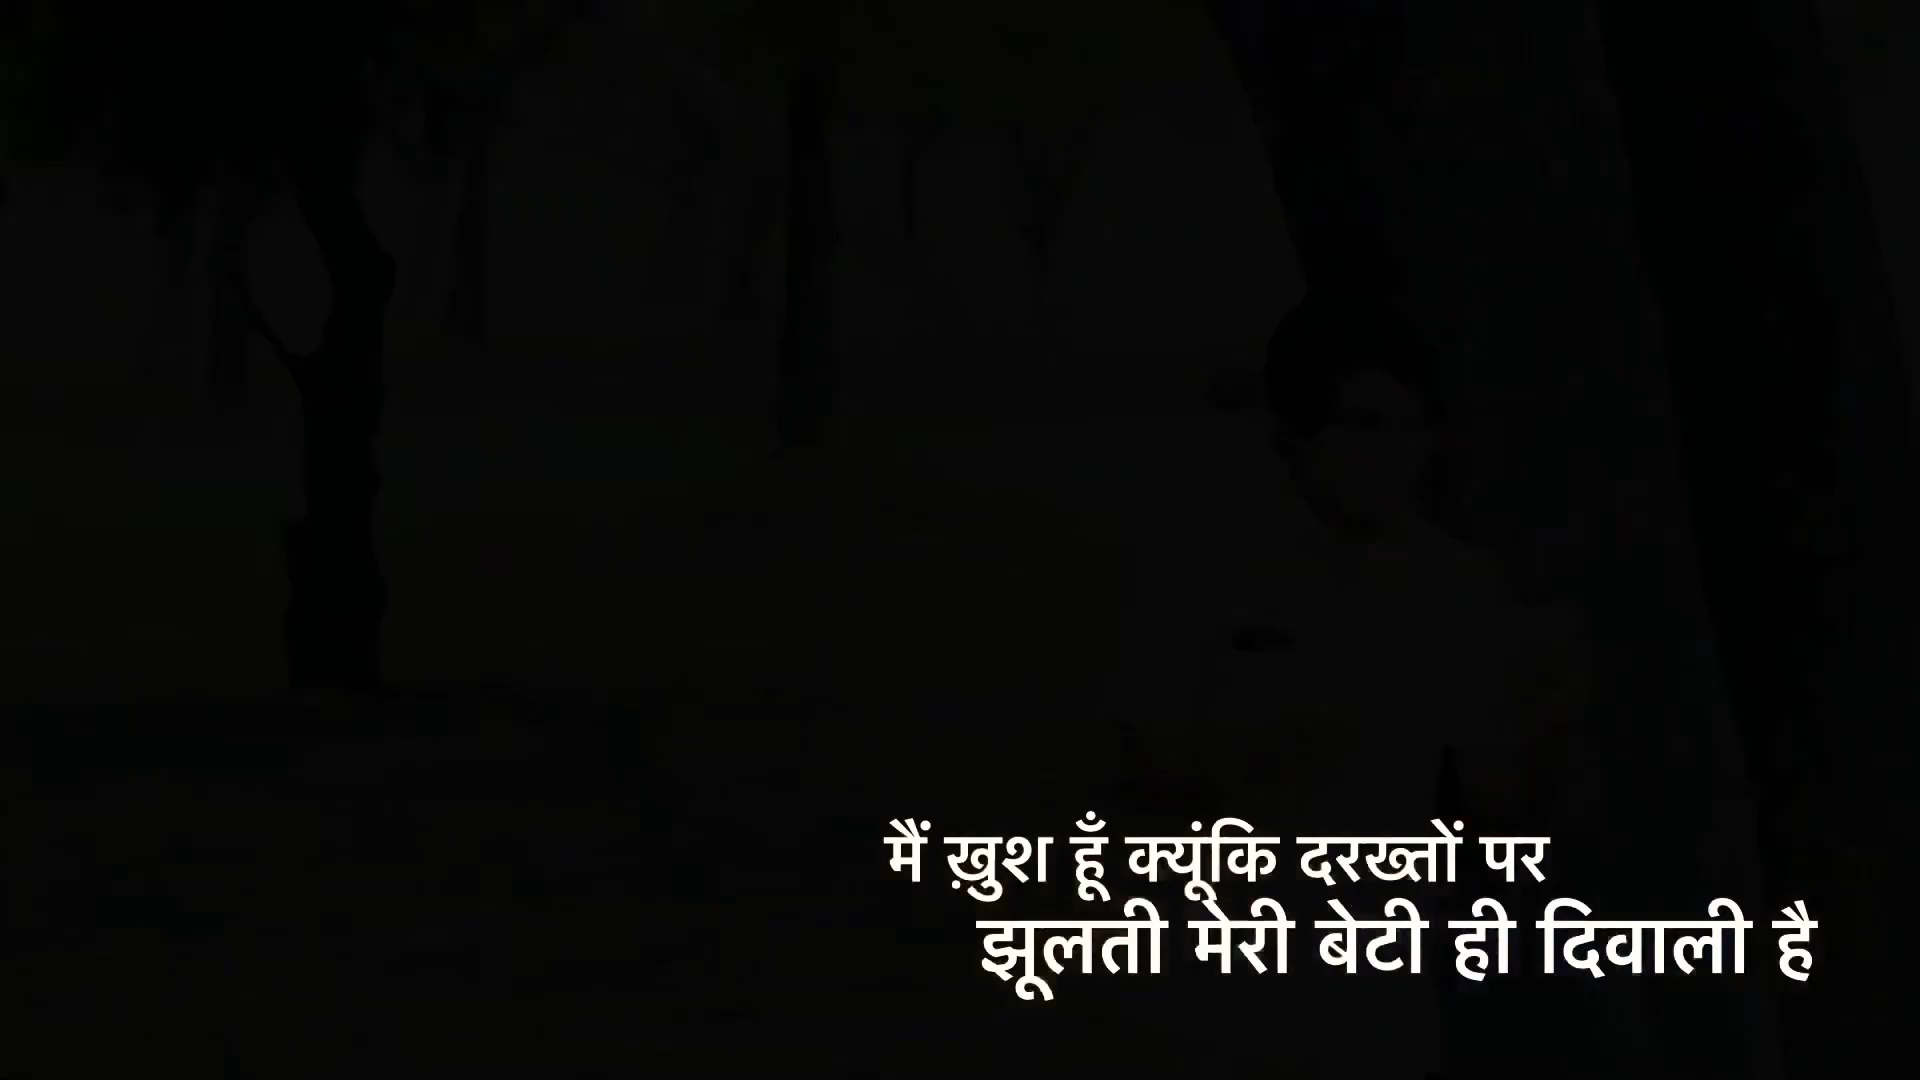 मैं ख़ुश हूँ क्यूंकि दरख्तों पर
झूलती मेरी बेटी ही दिवाली है